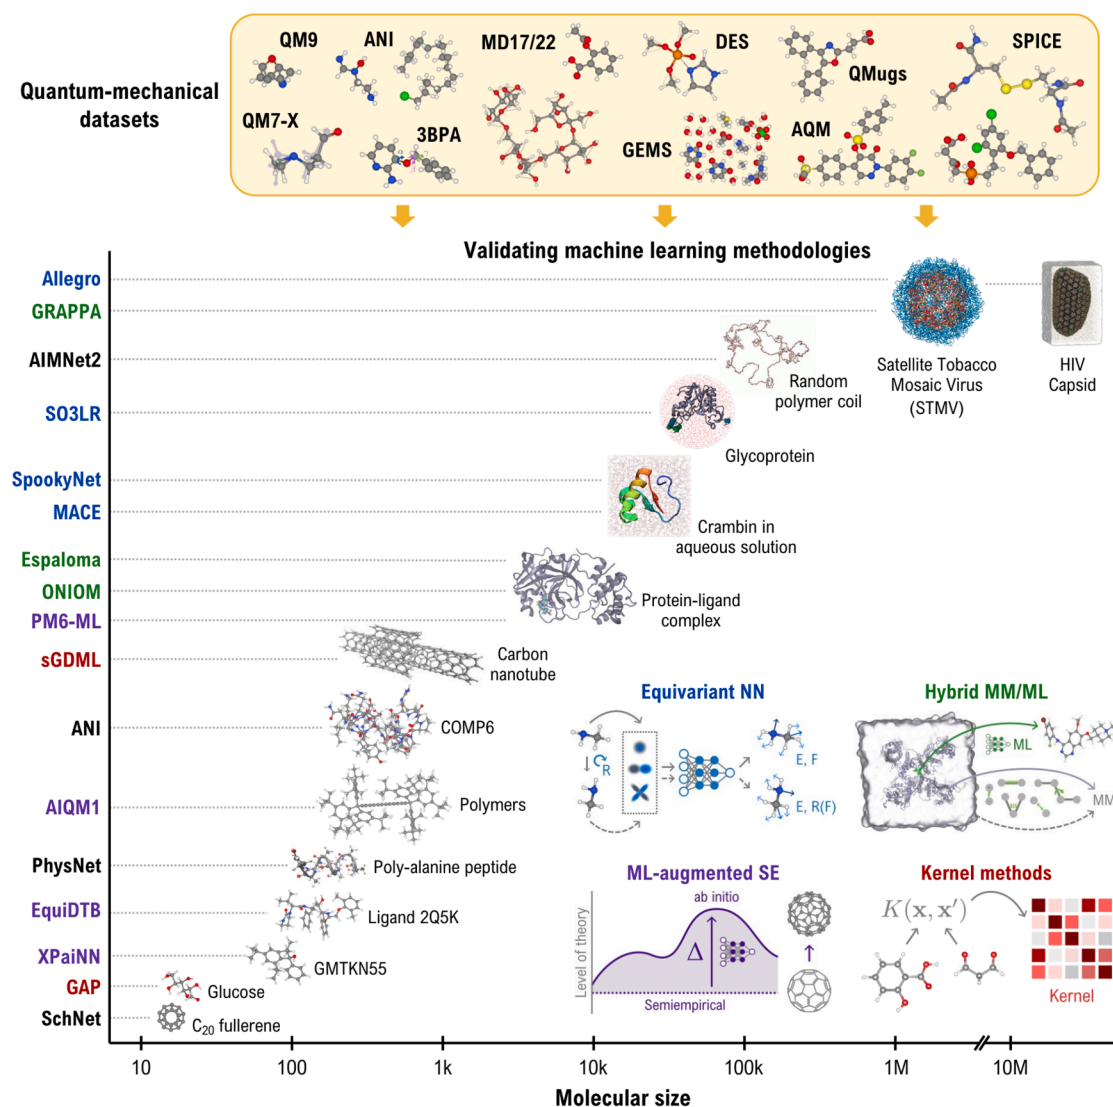 Quantum-mechanical
datasets
QM9
ANI
MD17/22
DES
QMugs
SPICE
QM7-X
3BPA
GEMS
AQM
Validating machine learning methodologies
Allegro
GRAPPA
AIMNet2
SO3LR
SpookyNet
MACE
Espaloma
ONIOM
PM6-ML
sGDML
ANI
AIQM1
PhysNet
EquiDTB
XPaiNN
GAP
SchNet
Satellite Tobacco
Mosaic Virus
(STMV)
HIV
Capsid
Random
polymer coil
Glycoprotein
Crambin in
aqueous solution
Protein-ligand
complex
Carbon
nanotube
COMP6
Polymers
Poly-alanine peptide
Ligand 2Q5K
GMTKN55
Glucose
C20 fullerene
Equivariant NN
R
E, F
E, R(F)
Hybrid MM/ML
ML
MM
ML-augmented SE
Level of theory
ab initio
Δ
Semiempirical
Kernel methods
K(x, x′)
Kernel
10
100
1k
10k
100k
1M
10M
Molecular size